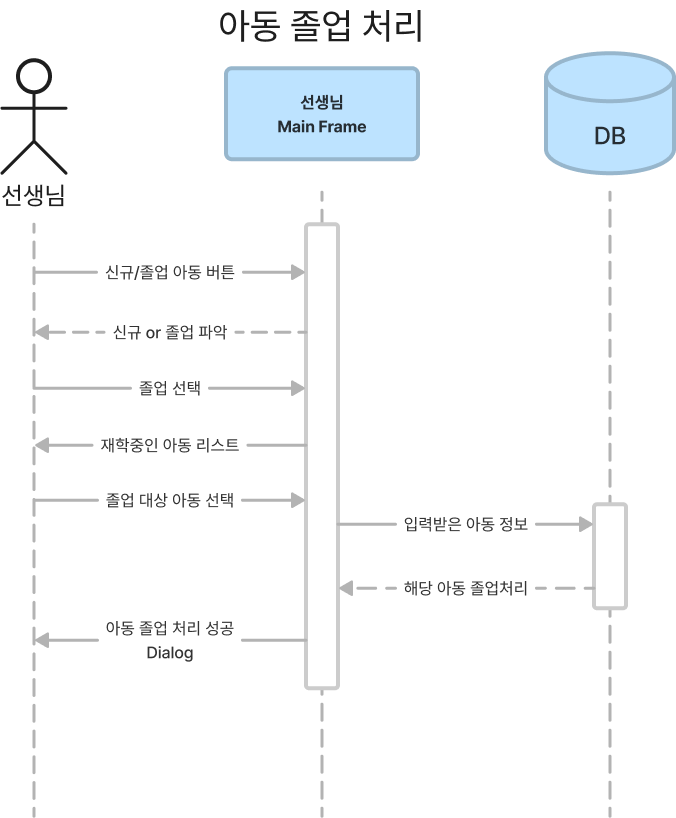 아동 졸업 처리
선생님
Main Frame
DB
선생님
신규/졸업 아동 버튼
신규 or 졸업 파악
졸업 선택
재학중인 아동 리스트
졸업 대상 아동 선택
입력받은 아동 정보
해당 아동 졸업처리
아동 졸업 처리 성공
Dialog